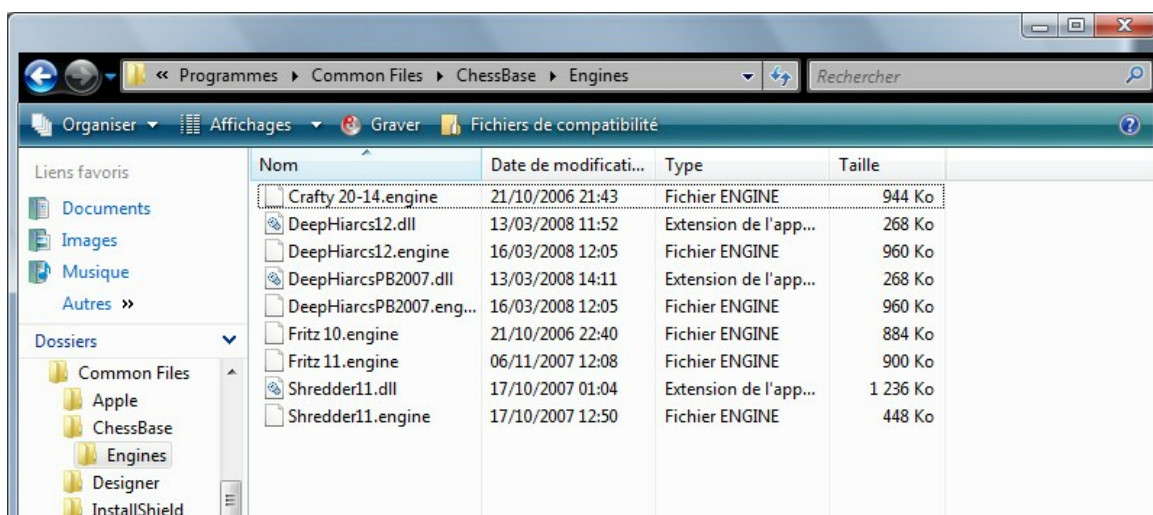 « Programmes ▸ Common Files ▸ ChessBase ▸ Engines
Rechercher
Organiser Affichages Graver Fichiers de compatibilité
Liens favoris
Documents
Images
Musique
Autres »
Dossiers
Common Files
Apple
ChessBase
Engines
Designer
InstallShield
Nom Date de modificati... Type Taille
Crafty 20-14.engine 21/10/2006 21:43 Fichier ENGINE 944 Ko
DeepHiarcs12.dll 13/03/2008 11:52 Extension de l'app... 268 Ko
DeepHiarcs12.engine 16/03/2008 12:05 Fichier ENGINE 960 Ko
DeepHiarcsPB2007.dll 13/03/2008 14:11 Extension de l'app... 268 Ko
DeepHiarcsPB2007.eng... 16/03/2008 12:05 Fichier ENGINE 960 Ko
Fritz 10.engine 21/10/2006 22:40 Fichier ENGINE 884 Ko
Fritz 11.engine 06/11/2007 12:08 Fichier ENGINE 900 Ko
Shredder11.dll 17/10/2007 01:04 Extension de l'app... 1 236 Ko
Shredder11.engine 17/10/2007 12:50 Fichier ENGINE 448 Ko